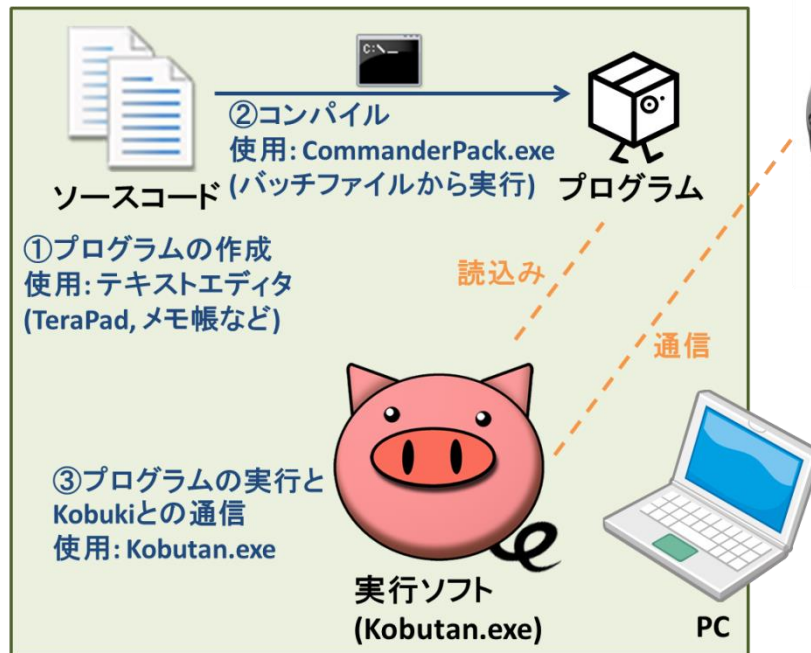 C:\_
②コンパイル
使用: CommanderPack.exe
(バッチファイルから実行)
ソースコード
プログラム
①プログラムの作成
使用: テキストエディタ
(TeraPad, メモ帳など)
読込み
通信
③プログラムの実行と
Kobukiとの通信
使用: Kobutan.exe
実行ソフト
(Kobutan.exe)
PC